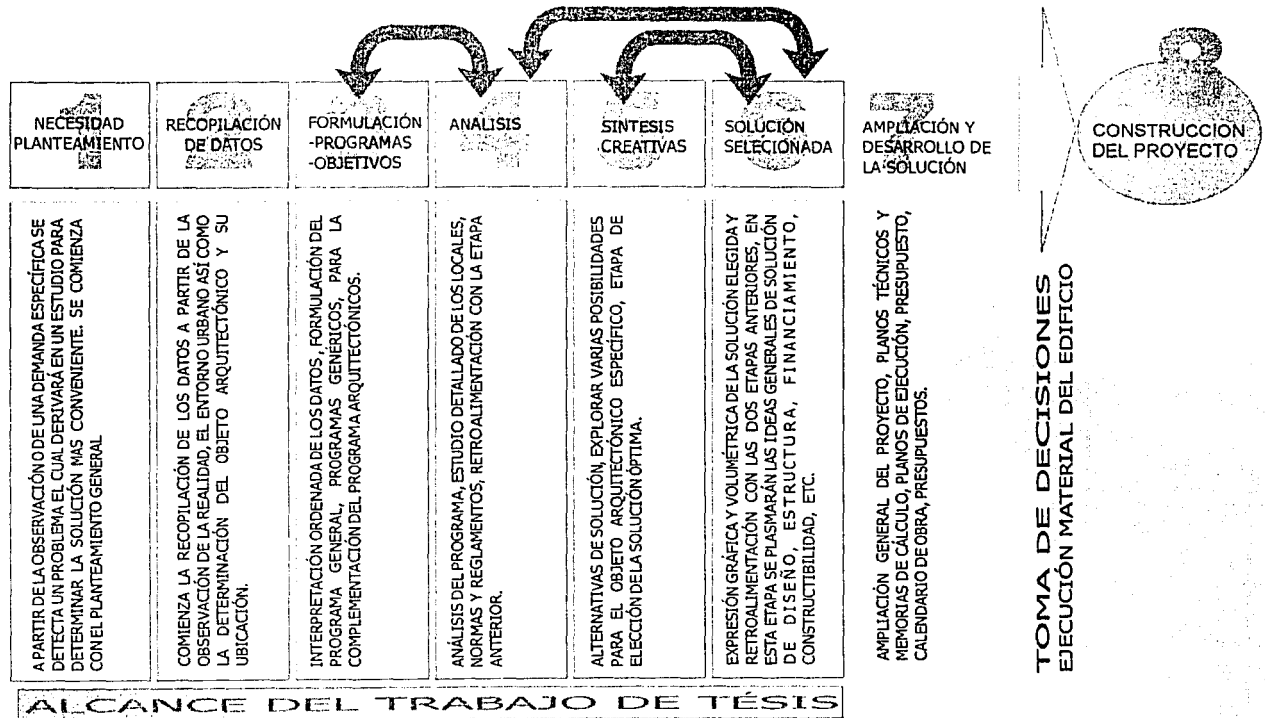 1
NECESIDAD
PLANTEAMIENTO
2
RECOPILACIÓN
DE DATOS
3
FORMULACIÓN
-PROGRAMAS
-OBJETIVOS
4
ANALISIS
5
SINTESIS
CREATIVAS
6
SOLUCIÓN
SELECCIONADA
7
AMPLIACIÓN Y
DESARROLLO DE
LA SOLUCIÓN
8
CONSTRUCCION
DEL PROYECTO
A PARTIR DE LA OBSERVACIÓN O DE UNA DEMANDA ESPECÍFICA SE
DETECTA UN PROBLEMA EL CUAL DERIVARÁ EN UN ESTUDIO PARA
DETERMINAR LA SOLUCIÓN MAS CONVENIENTE. SE COMIENZA
CON EL PLANTEAMIENTO GENERAL
COMIENZA LA RECOPILACIÓN DE LOS DATOS A PARTIR DE LA
OBSERVACIÓN DE LA REALIDAD, EL ENTORNO URBANO ASÍ COMO
LA DETERMINACIÓN DEL OBJETO ARQUITECTÓNICO Y SU
UBICACIÓN.
INTERPRETACIÓN ORDENADA DE LOS DATOS, FORMULACIÓN DEL
PROGRAMA GENERAL, PROGRAMAS GENÉRICOS, PARA LA
COMPLEMENTACIÓN DEL PROGRAMA ARQUITECTÓNICOS.
ANÁLISIS DEL PROGRAMA, ESTUDIO DETALLADO DE LOS LOCALES,
NORMAS Y REGLAMENTOS, RETROALIMENTACIÓN CON LA ETAPA
ANTERIOR.
ALTERNATIVAS DE SOLUCIÓN, EXPLORAR VARIAS POSIBILIDADES
PARA EL OBJETO ARQUITECTÓNICO ESPECÍFICO, ETAPA DE
ELECCIÓN DE LA SOLUCIÓN ÓPTIMA.
EXPRESIÓN GRÁFICA Y VOLUMÉTRICA DE LA SOLUCIÓN ELEGIDA Y
RETROALIMENTACIÓN CON LAS DOS ETAPAS ANTERIORES, EN
ESTA ETAPA SE PLASMARÁN LAS IDEAS GENERALES DE SOLUCIÓN
DE DISEÑO, ESTRUCTURA, FINANCIAMIENTO,
CONSTRUCTIBILIDAD, ETC.
AMPLIACIÓN GENERAL DEL PROYECTO, PLANOS TÉCNICOS Y
MEMORIAS DE CÁLCULO, PLANOS DE EJECUCIÓN, PRESUPUESTO,
CALENDARIO DE OBRA, PRESUPUESTOS.
TOMA DE DECISIONES
EJECUCIÓN MATERIAL DEL EDIFICIO
ALCANCE DEL TRABAJO DE TÉSIS